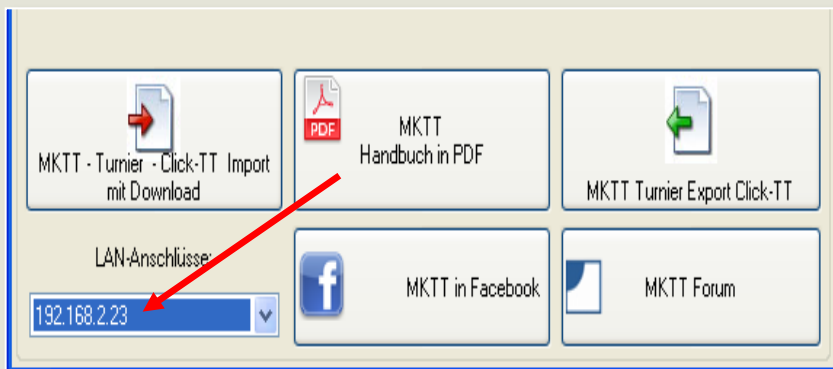 MKTT - Turnier - Click-TT Import
mit Download
PDF
MKTT
Handbuch in PDF
MKTT Turnier Export Click-TT
LAN-Anschlüsse:
192.168.2.23
f
MKTT in Facebook
MKTT Forum